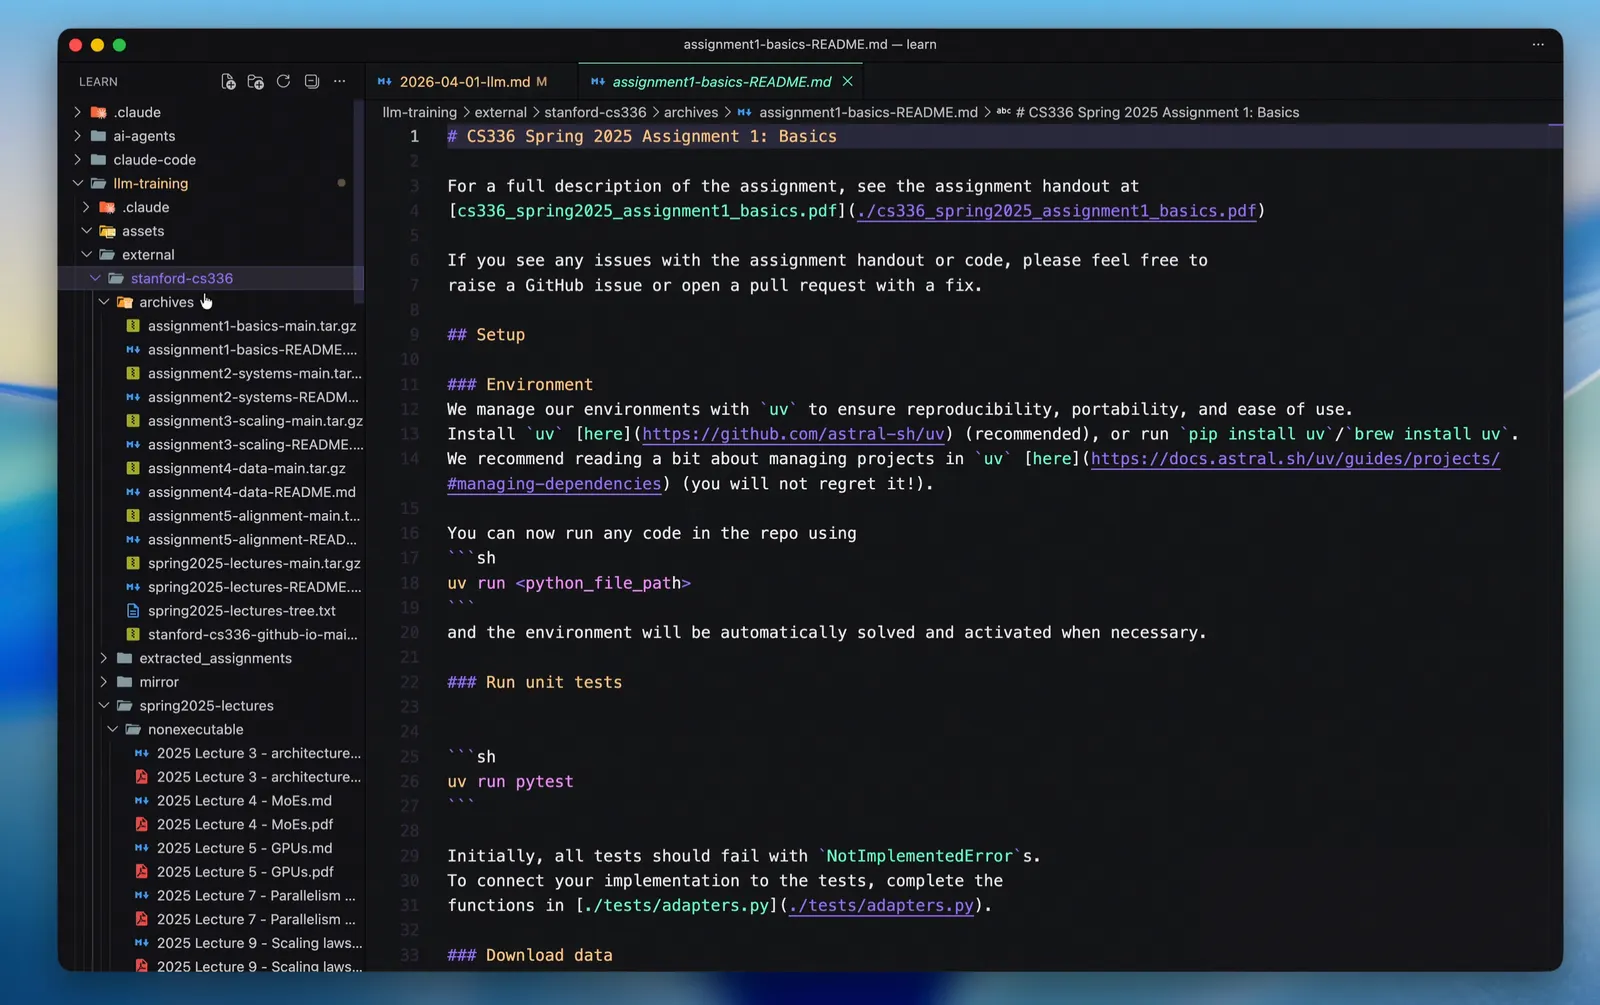 assignment1-basics-README.md — learn
LEARN
.claude
ai-agents
claude-code
llm-training
.claude
assets
external
stanford-cs336
archives
assignment1-basics-main.tar.gz
assignment1-basics-README....
assignment2-systems-main.tar...
assignment2-systems-READM...
assignment3-scaling-main.tar.gz
assignment3-scaling-README....
assignment4-data-main.tar.gz
assignment4-data-README.md
assignment5-alignment-main.t...
assignment5-alignment-READ...
spring2025-lectures-main.tar.gz
spring2025-lectures-README....
spring2025-lectures-tree.txt
stanford-cs336-github-io-mai...
extracted_assignments
mirror
spring2025-lectures
nonexecutable
2025 Lecture 3 - architecture...
2025 Lecture 3 - architecture...
2025 Lecture 4 - MoEs.md
2025 Lecture 4 - MoEs.pdf
2025 Lecture 5 - GPUs.md
2025 Lecture 5 - GPUs.pdf
2025 Lecture 7 - Parallelism ...
2025 Lecture 7 - Parallelism ...
2025 Lecture 9 - Scaling laws...
2025 Lecture 9 - Scaling laws...
2026-04-01-llm.md M
assignment1-basics-README.md
llm-training > external > stanford-cs336 > archives > assignment1-basics-README.md > abc # CS336 Spring 2025 Assignment 1: Basics
1 # CS336 Spring 2025 Assignment 1: Basics
2
3 For a full description of the assignment, see the assignment handout at
4 [cs336_spring2025_assignment1_basics.pdf](./cs336_spring2025_assignment1_basics.pdf)
5
6 If you see any issues with the assignment handout or code, please feel free to
7 raise a GitHub issue or open a pull request with a fix.
8
9 ## Setup
10
11 ### Environment
12 We manage our environments with `uv` to ensure reproducibility, portability, and ease of use.
13 Install `uv` [here](https://github.com/astral-sh/uv) (recommended), or run `pip install uv`/`brew install uv`.
14 We recommend reading a bit about managing projects in `uv` [here](https://docs.astral.sh/uv/guides/projects/
#managing-dependencies) (you will not regret it!).
15
16 You can now run any code in the repo using
17 ```sh
18 uv run <python_file_path>
19 ```
20 and the environment will be automatically solved and activated when necessary.
21
22 ### Run unit tests
23
24
25 ```sh
26 uv run pytest
27 ```
28
29 Initially, all tests should fail with `NotImplementedError`s.
30 To connect your implementation to the tests, complete the
31 functions in [./tests/adapters.py](./tests/adapters.py).
32
33 ### Download data